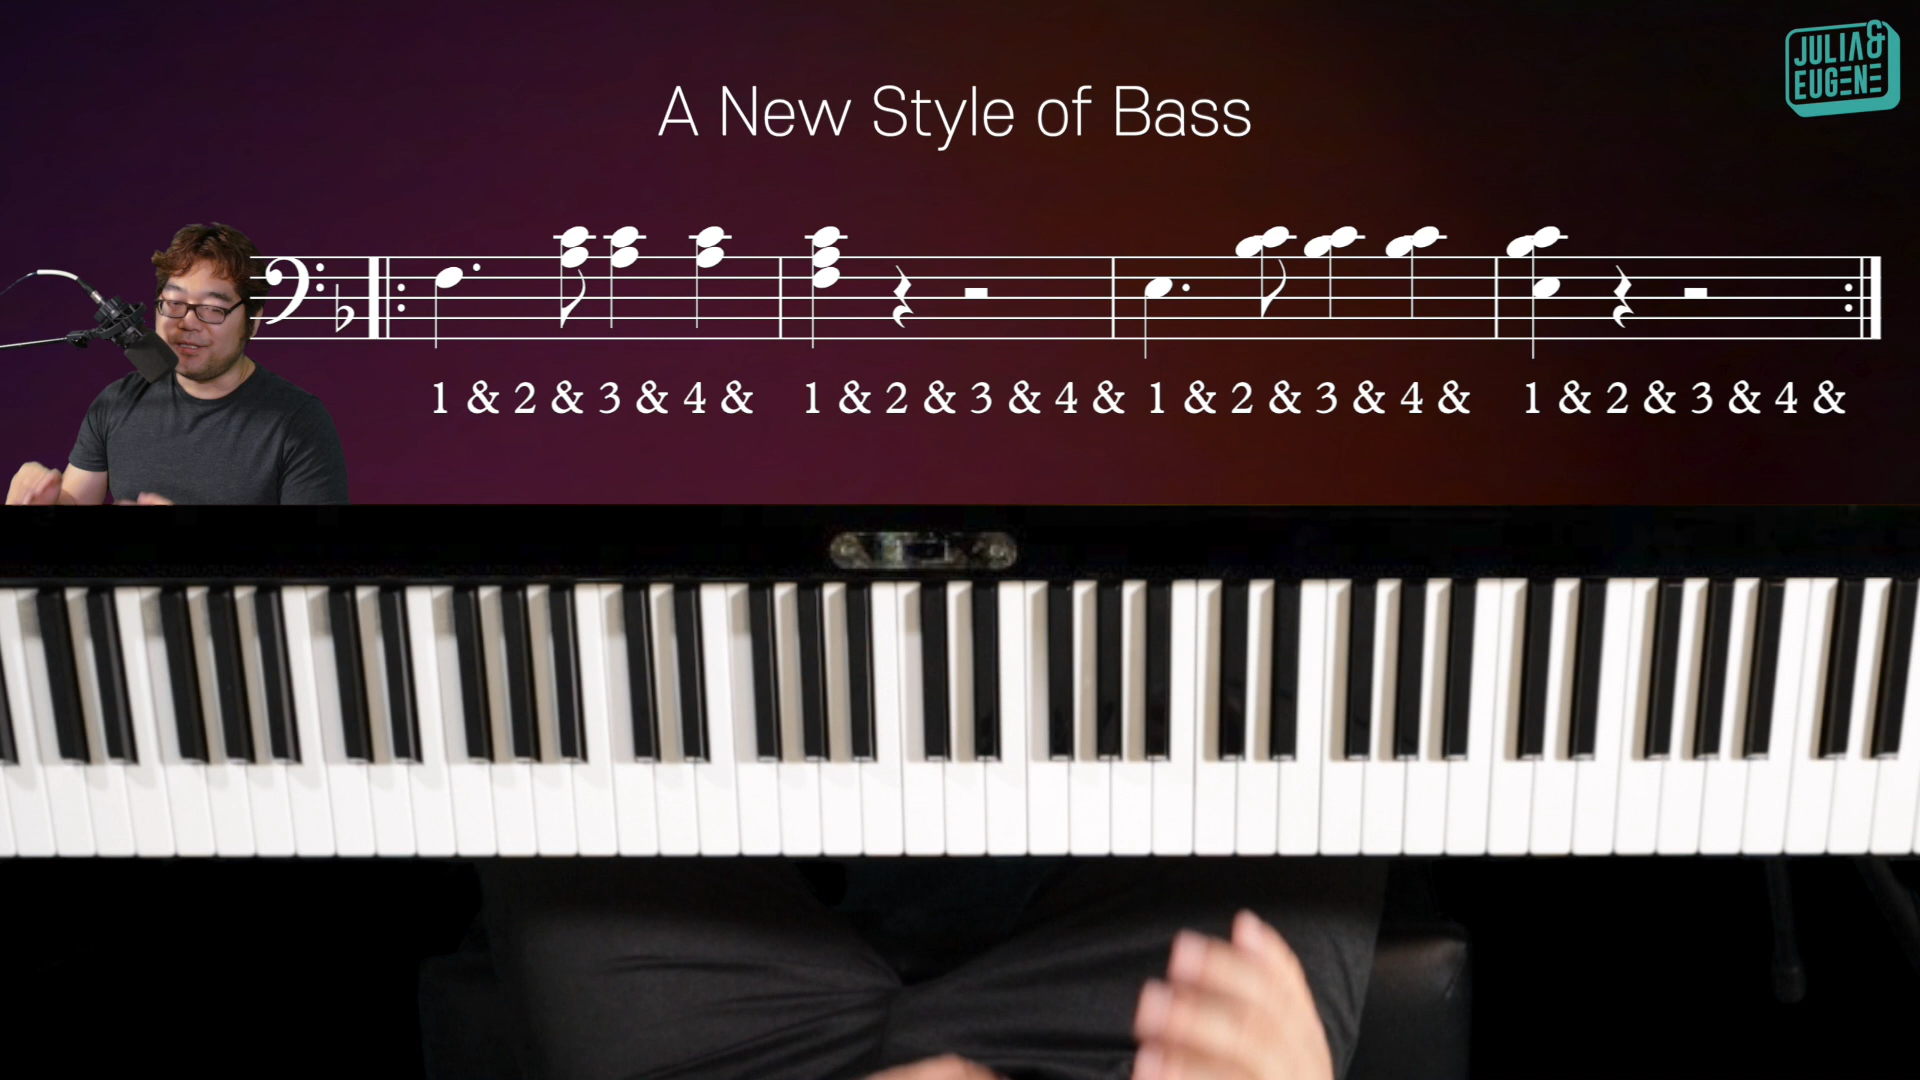 A New Style of Bass
JULIA &
EUGENE
1 & 2 & 3 & 4 & 1 & 2 & 3 & 4 & 1 & 2 & 3 & 4 & 1 & 2 & 3 & 4 &